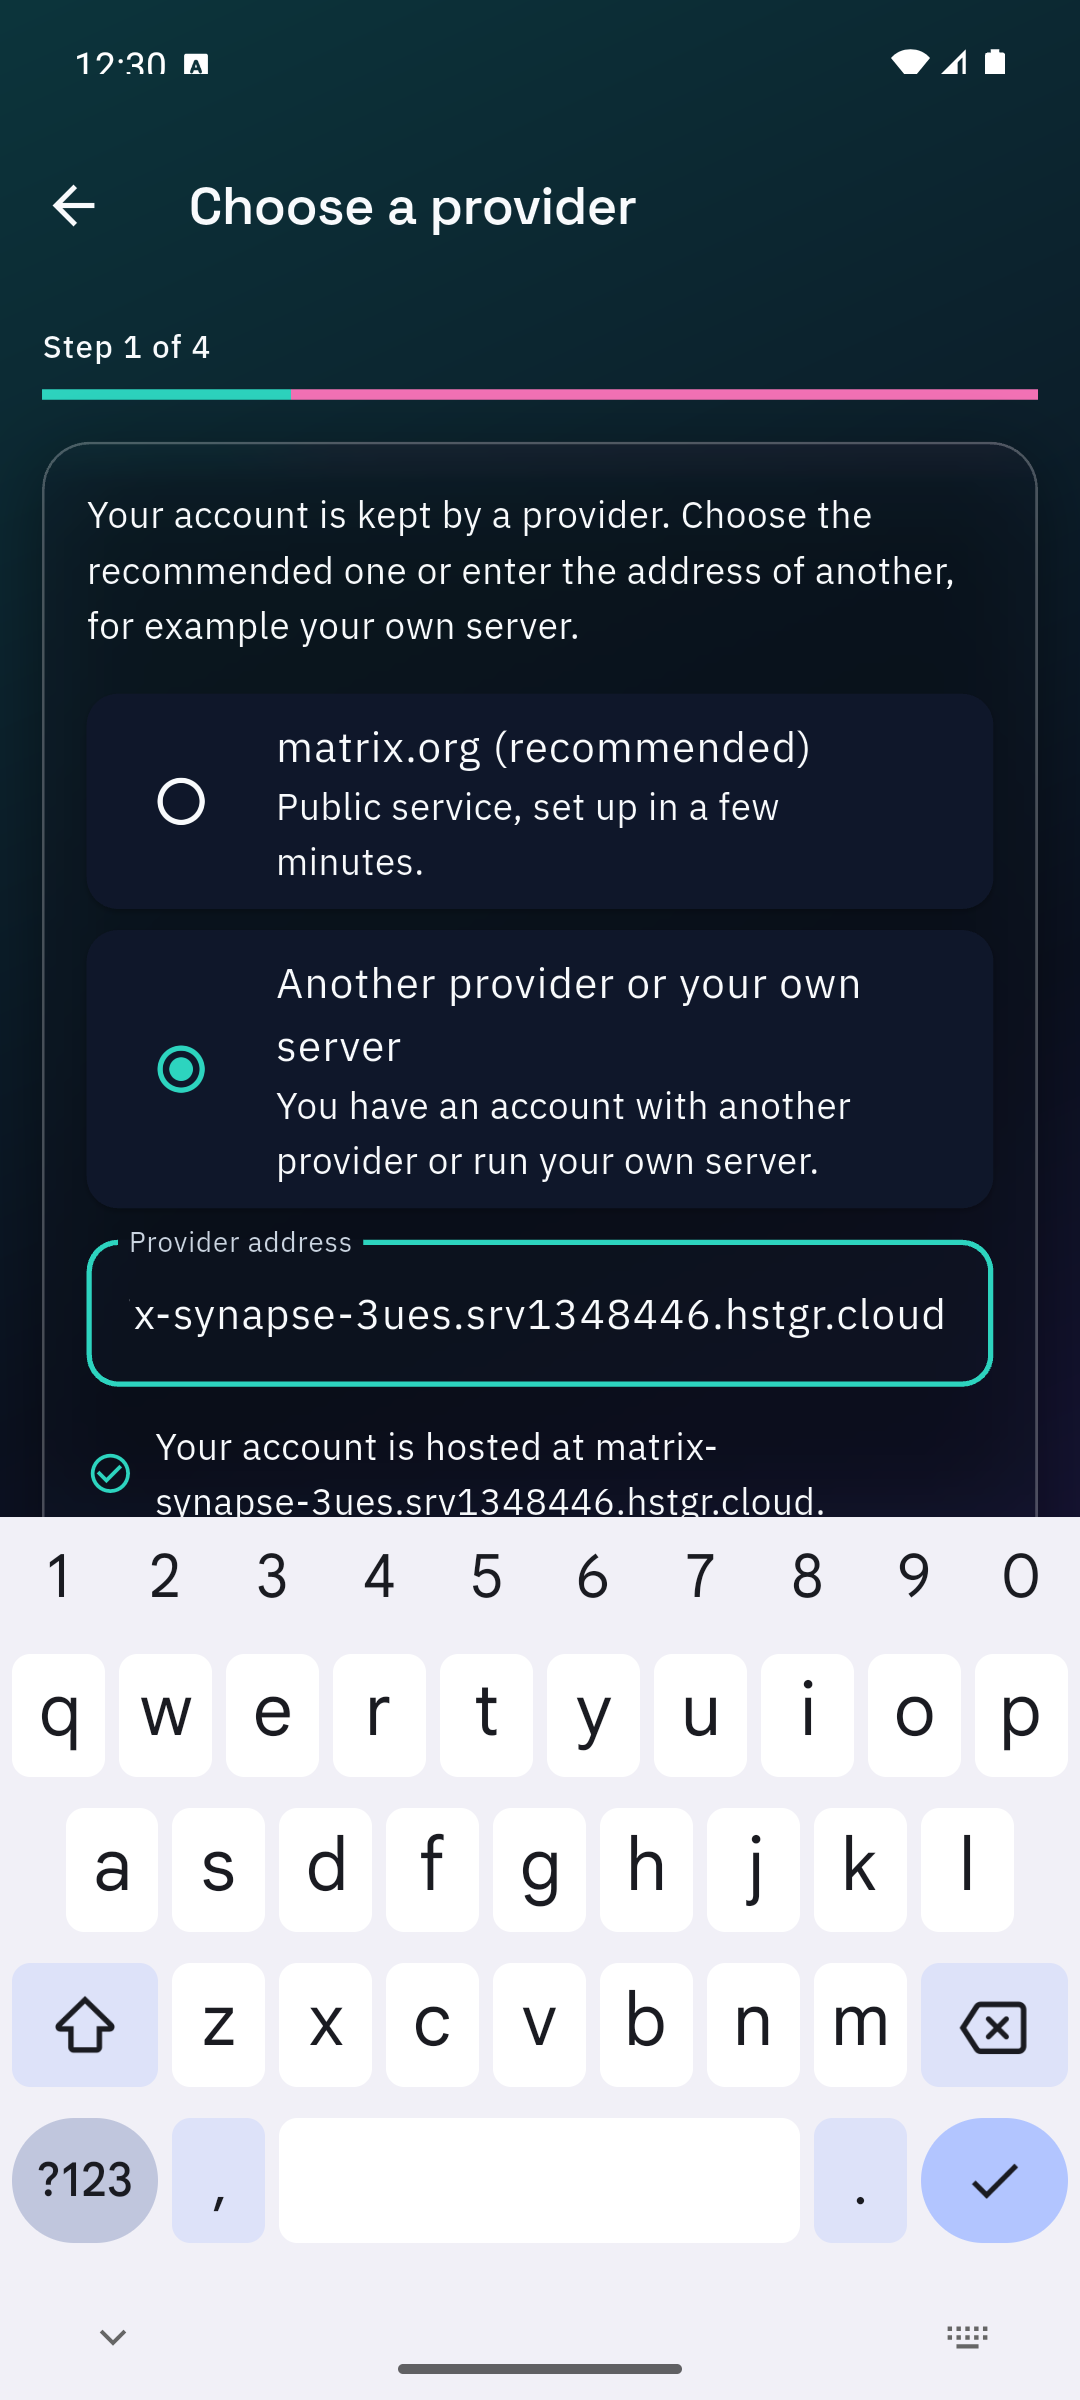 12:30
Choose a provider
Step 1 of 4
Your account is kept by a provider. Choose the
recommended one or enter the address of another,
for example your own server.
matrix.org (recommended)
Public service, set up in a few
minutes.
Another provider or your own
server
You have an account with another
provider or run your own server.
Provider address
x-synapse-3ues.srv1348446.hstgr.cloud
Your account is hosted at matrix-
synapse-3ues.srv1348446.hstgr.cloud.
1 2 3 4 5 6 7 8 9 0
q w e r t y u i o p
a s d f g h j k l
z x c v b n m
?123 , .